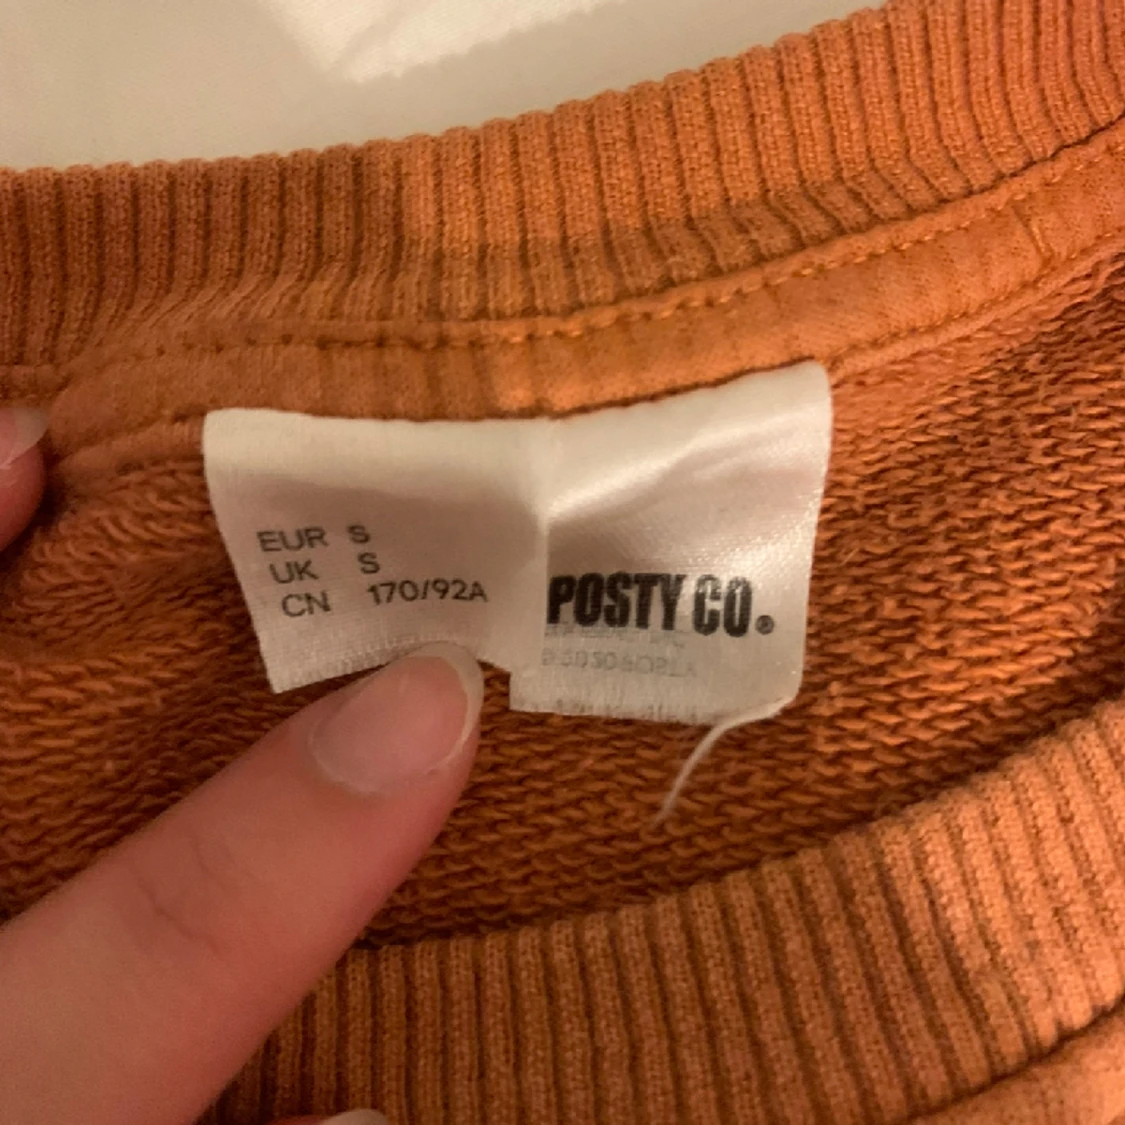 EUR S
UK S
CN 170/92A
POSTY CO.